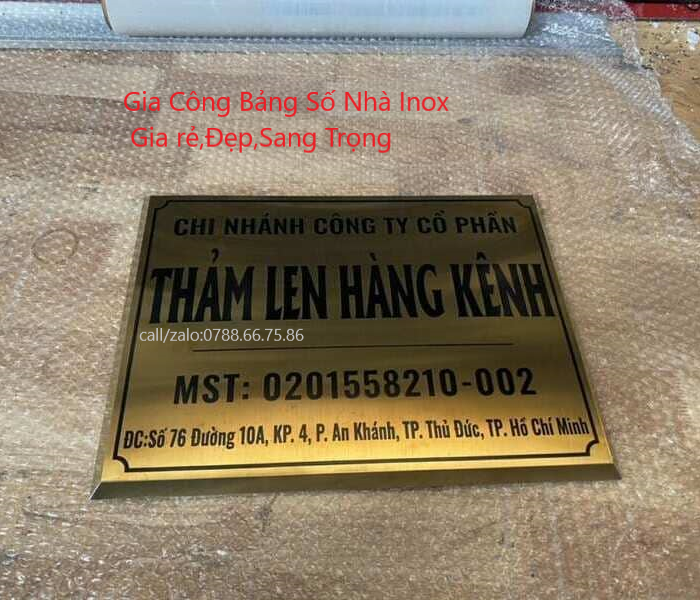 Gia Công Bảng Số Nhà Inox
Gia rẻ,Đẹp,Sang Trọng
CHI NHÁNH CÔNG TY CỔ PHẦN
THẢM LEN HÀNG KÊNH
call/zalo:0788.66.75.86
MST: 0201558210-002
ĐC:Số 76 Đường 10A, KP. 4, P. An Khánh, TP. Thủ Đức, TP. Hồ Chí Minh